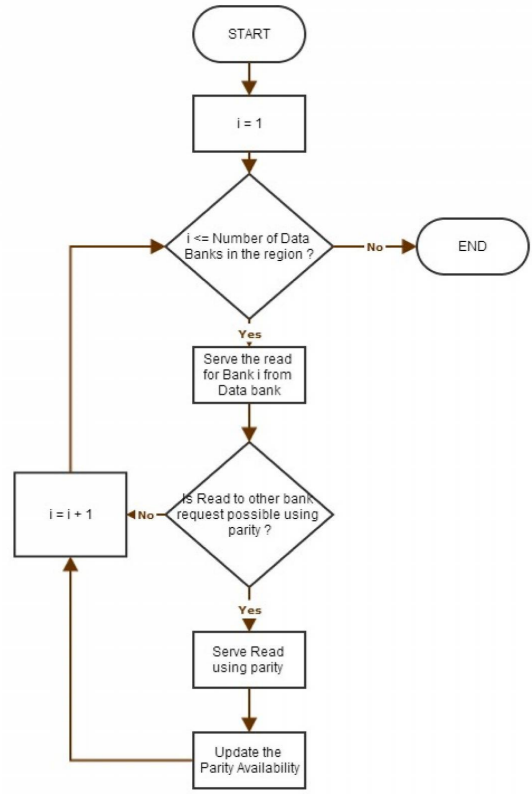 START
i = 1
i <= Number of Data
Banks in the region ?
No
END
Yes
Serve the read
for Bank i from
Data bank
Is Read to other bank
request possible using
parity ?
No
i = i + 1
Yes
Serve Read
using parity
Update the
Parity Availability